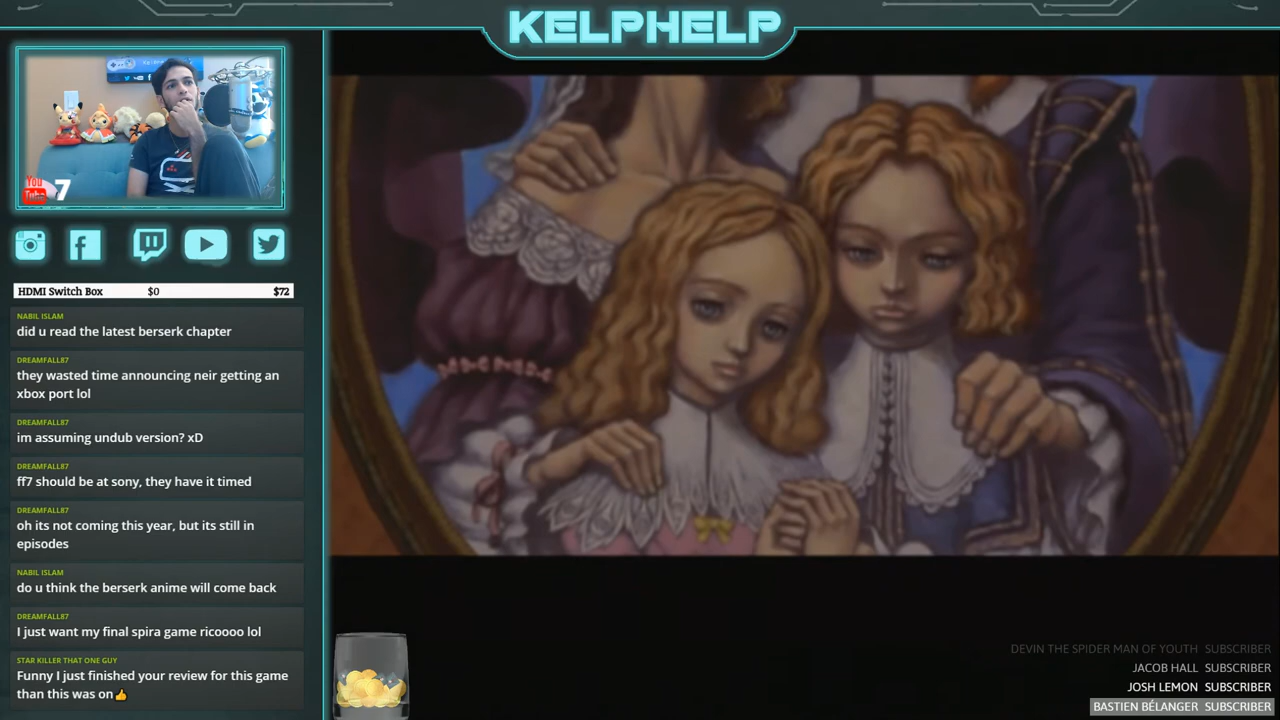 KELPHELP
You
Tube
7
HDMI Switch Box $0 $72
NABIL ISLAM
did u read the latest berserk chapter
DREAMFALL87
they wasted time announcing neir getting an
xbox port lol
DREAMFALL87
im assuming undub version? xD
DREAMFALL87
ff7 should be at sony, they have it timed
DREAMFALL87
oh its not coming this year, but its still in
episodes
NABIL ISLAM
do u think the berserk anime will come back
DREAMFALL87
I just want my final spira game ricoooo lol
STAR KILLER THAT ONE GUY
Funny I just finished your review for this game
than this was on👍
DEVIN THE SPIDER MAN OF YOUTH SUBSCRIBER
JACOB HALL SUBSCRIBER
JOSH LEMON SUBSCRIBER
BASTIEN BÉLANGER SUBSCRIBER